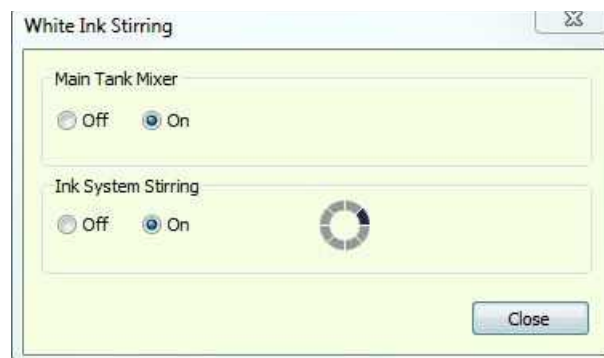 White Ink Stirring
Main Tank Mixer
Off On
Ink System Stirring
Off On
Close